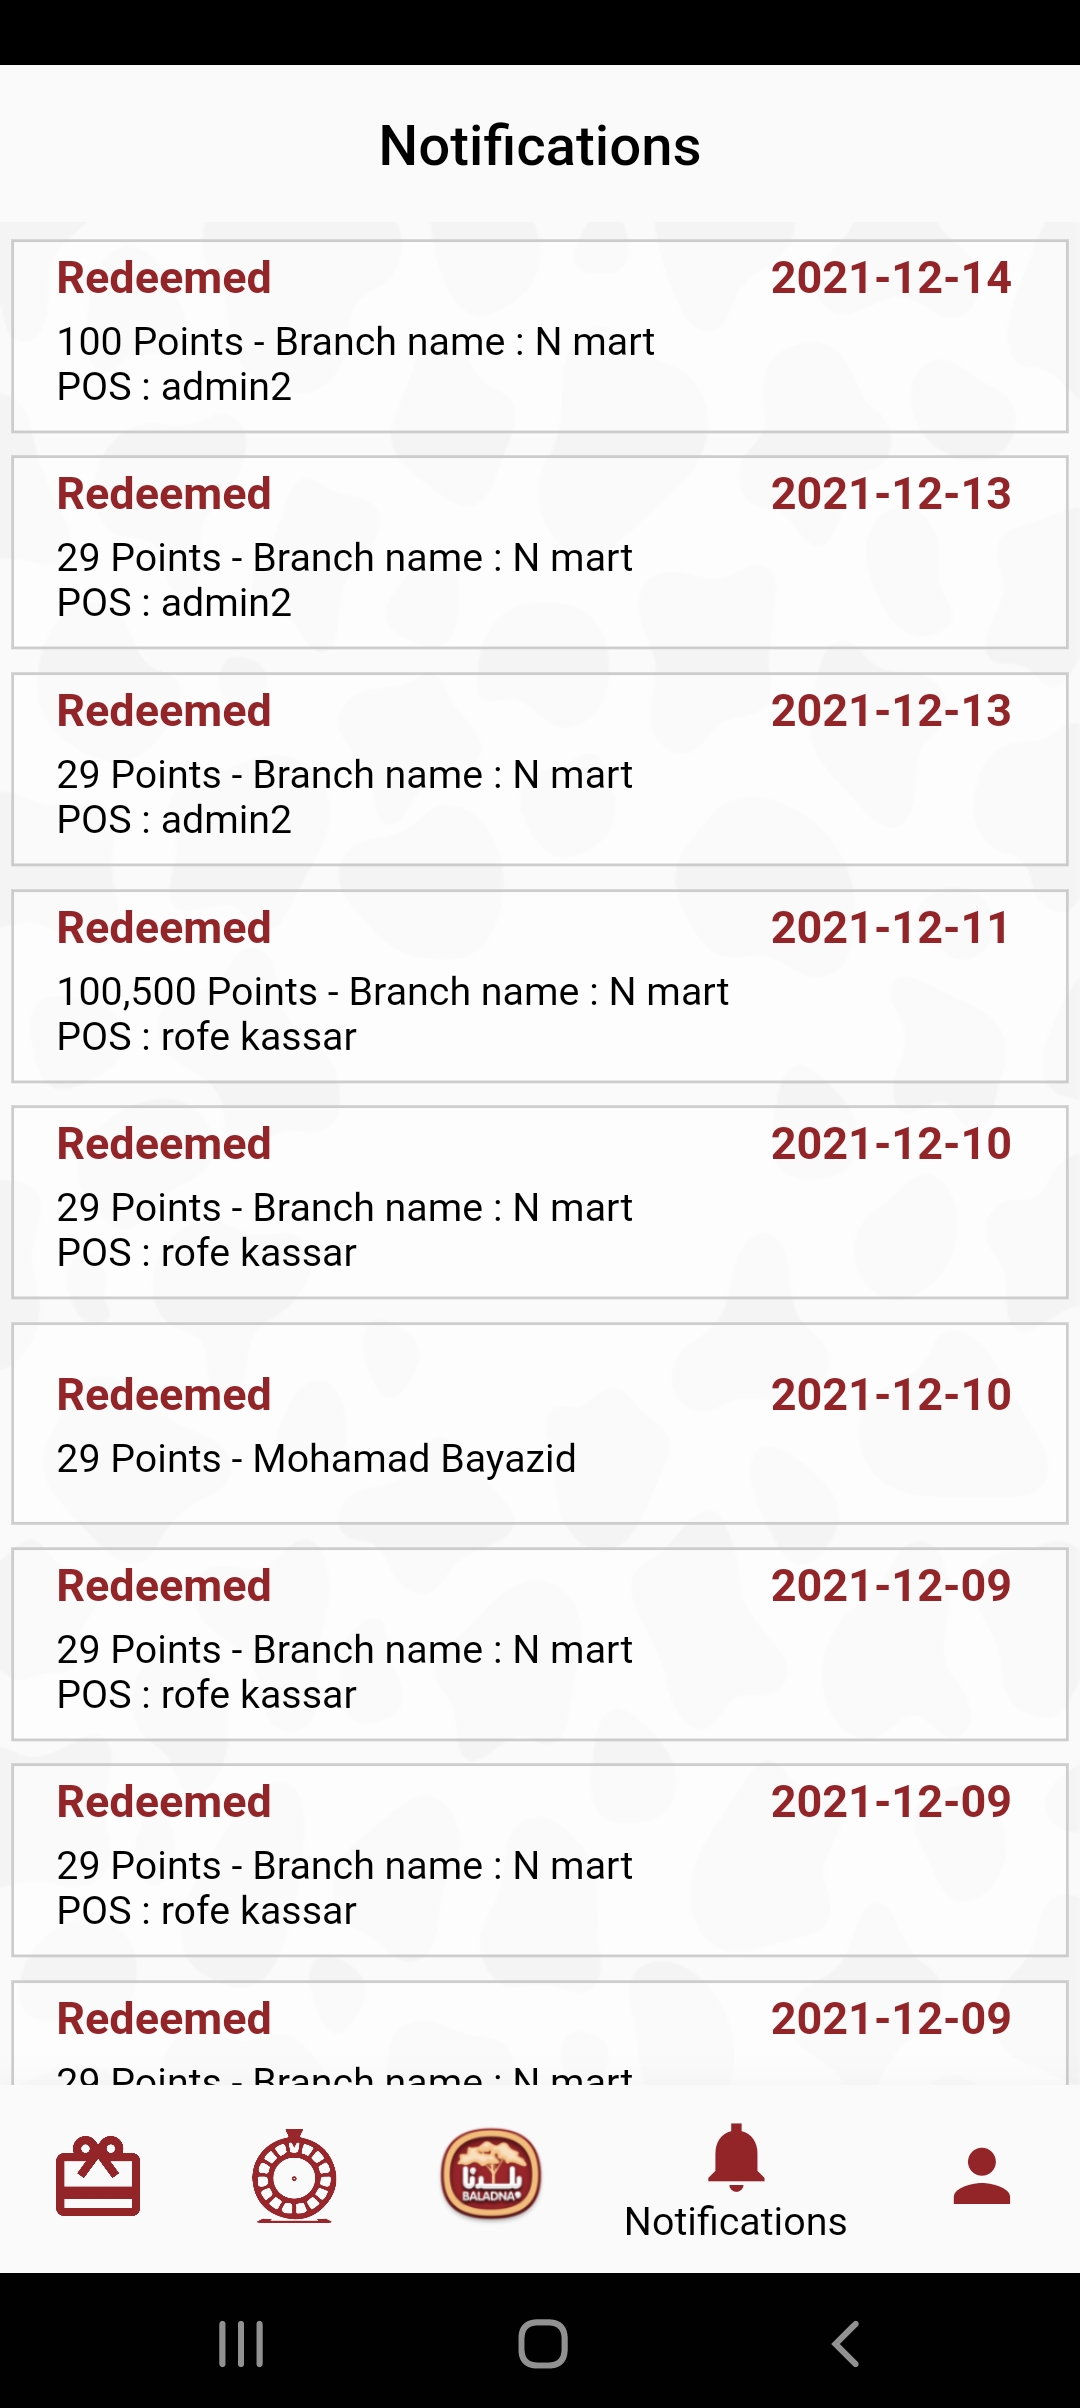 Notifications
Redeemed 2021-12-14
100 Points - Branch name : N mart
POS : admin2
Redeemed 2021-12-13
29 Points - Branch name : N mart
POS : admin2
Redeemed 2021-12-13
29 Points - Branch name : N mart
POS : admin2
Redeemed 2021-12-11
100,500 Points - Branch name : N mart
POS : rofe kassar
Redeemed 2021-12-10
29 Points - Branch name : N mart
POS : rofe kassar
Redeemed 2021-12-10
29 Points - Mohamad Bayazid
Redeemed 2021-12-09
29 Points - Branch name : N mart
POS : rofe kassar
Redeemed 2021-12-09
29 Points - Branch name : N mart
POS : rofe kassar
Redeemed 2021-12-09
29 Points - Branch name : N mart
بلدنا
BALADNA
Notifications